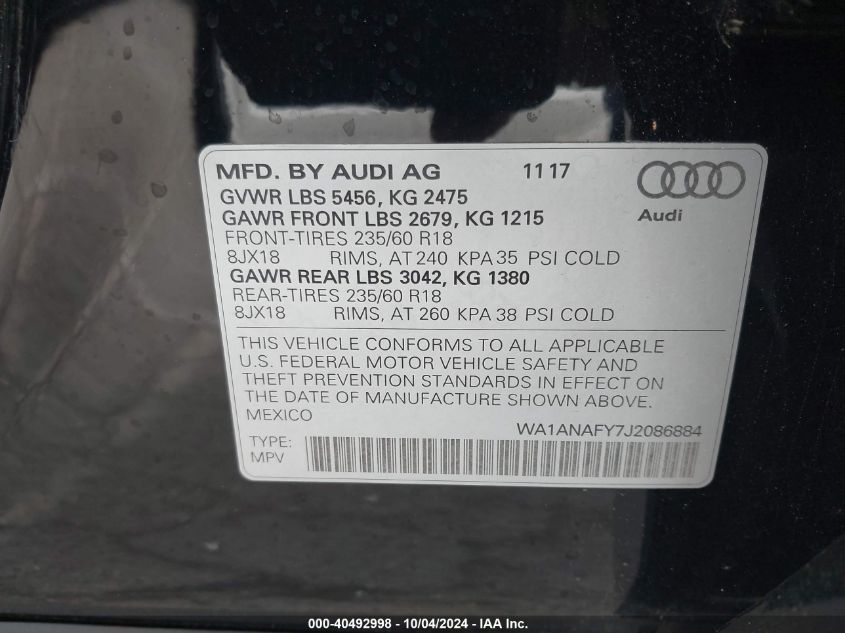 MFD. BY AUDI AG 11 17
GVWR LBS 5456, KG 2475
GAWR FRONT LBS 2679, KG 1215
Audi
FRONT-TIRES 235/60 R18
8JX18 RIMS, AT 240 KPA 35 PSI COLD
GAWR REAR LBS 3042, KG 1380
REAR-TIRES 235/60 R18
8JX18 RIMS, AT 260 KPA 38 PSI COLD
THIS VEHICLE CONFORMS TO ALL APPLICABLE
U.S. FEDERAL MOTOR VEHICLE SAFETY AND
THEFT PREVENTION STANDARDS IN EFFECT ON
THE DATE OF MANUFACTURE SHOWN ABOVE.
MEXICO
WA1ANAFY7J2086884
TYPE:
MPV
000-40492998 - 10/04/2024 - IAA Inc.